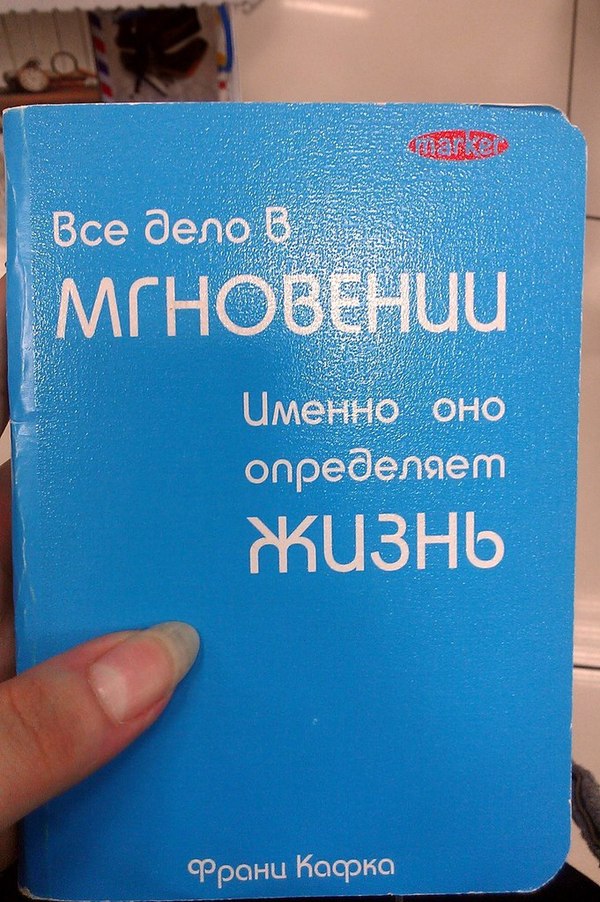 marker
Все дело в
МГНОВЕНИИ
Именно оно
определяет
ЖИЗНЬ
Франц Кафка